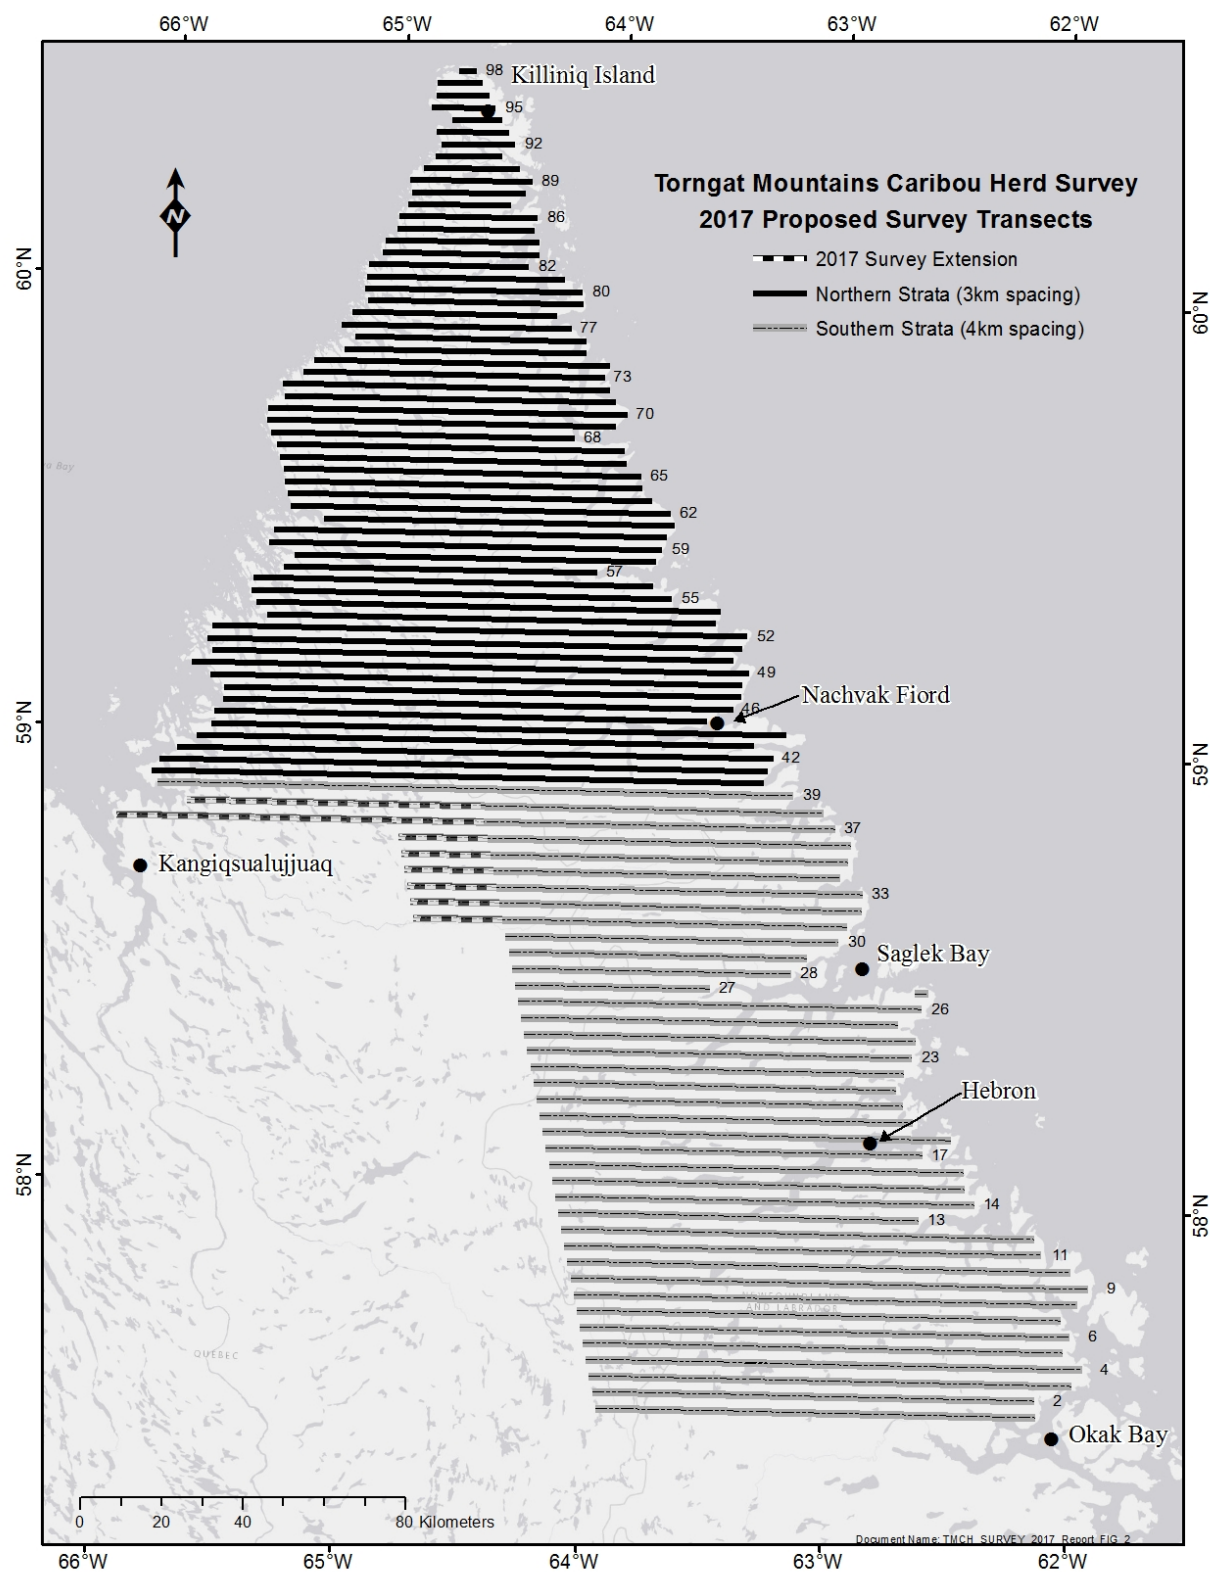 66°W 65°W 64°W 63°W 62°W
98 Killiniq Island
95
92
89
Torngat Mountains Caribou Herd Survey
2017 Proposed Survey Transects
86
2017 Survey Extension
60°N
82
80
Northern Strata (3km spacing)
60°N
77
Southern Strata (4km spacing)
73
70
68
65
62
59
57
55
52
49
Nachvak Fiord
46
59°N
42
59°N
39
37
Kangiqsualujjuaq
33
30
Saglek Bay
28
27
26
23
Hebron
17
58°N
14
13
58°N
11
9
NEWFOUNDLAND
AND LABRADOR
6
QUEBEC
4
2
Okak Bay
0 20 40 80 Kilometers
Document Name: TMCH_SURVEY_2017_Report_FIG_2
66°W 65°W 64°W 63°W 62°W